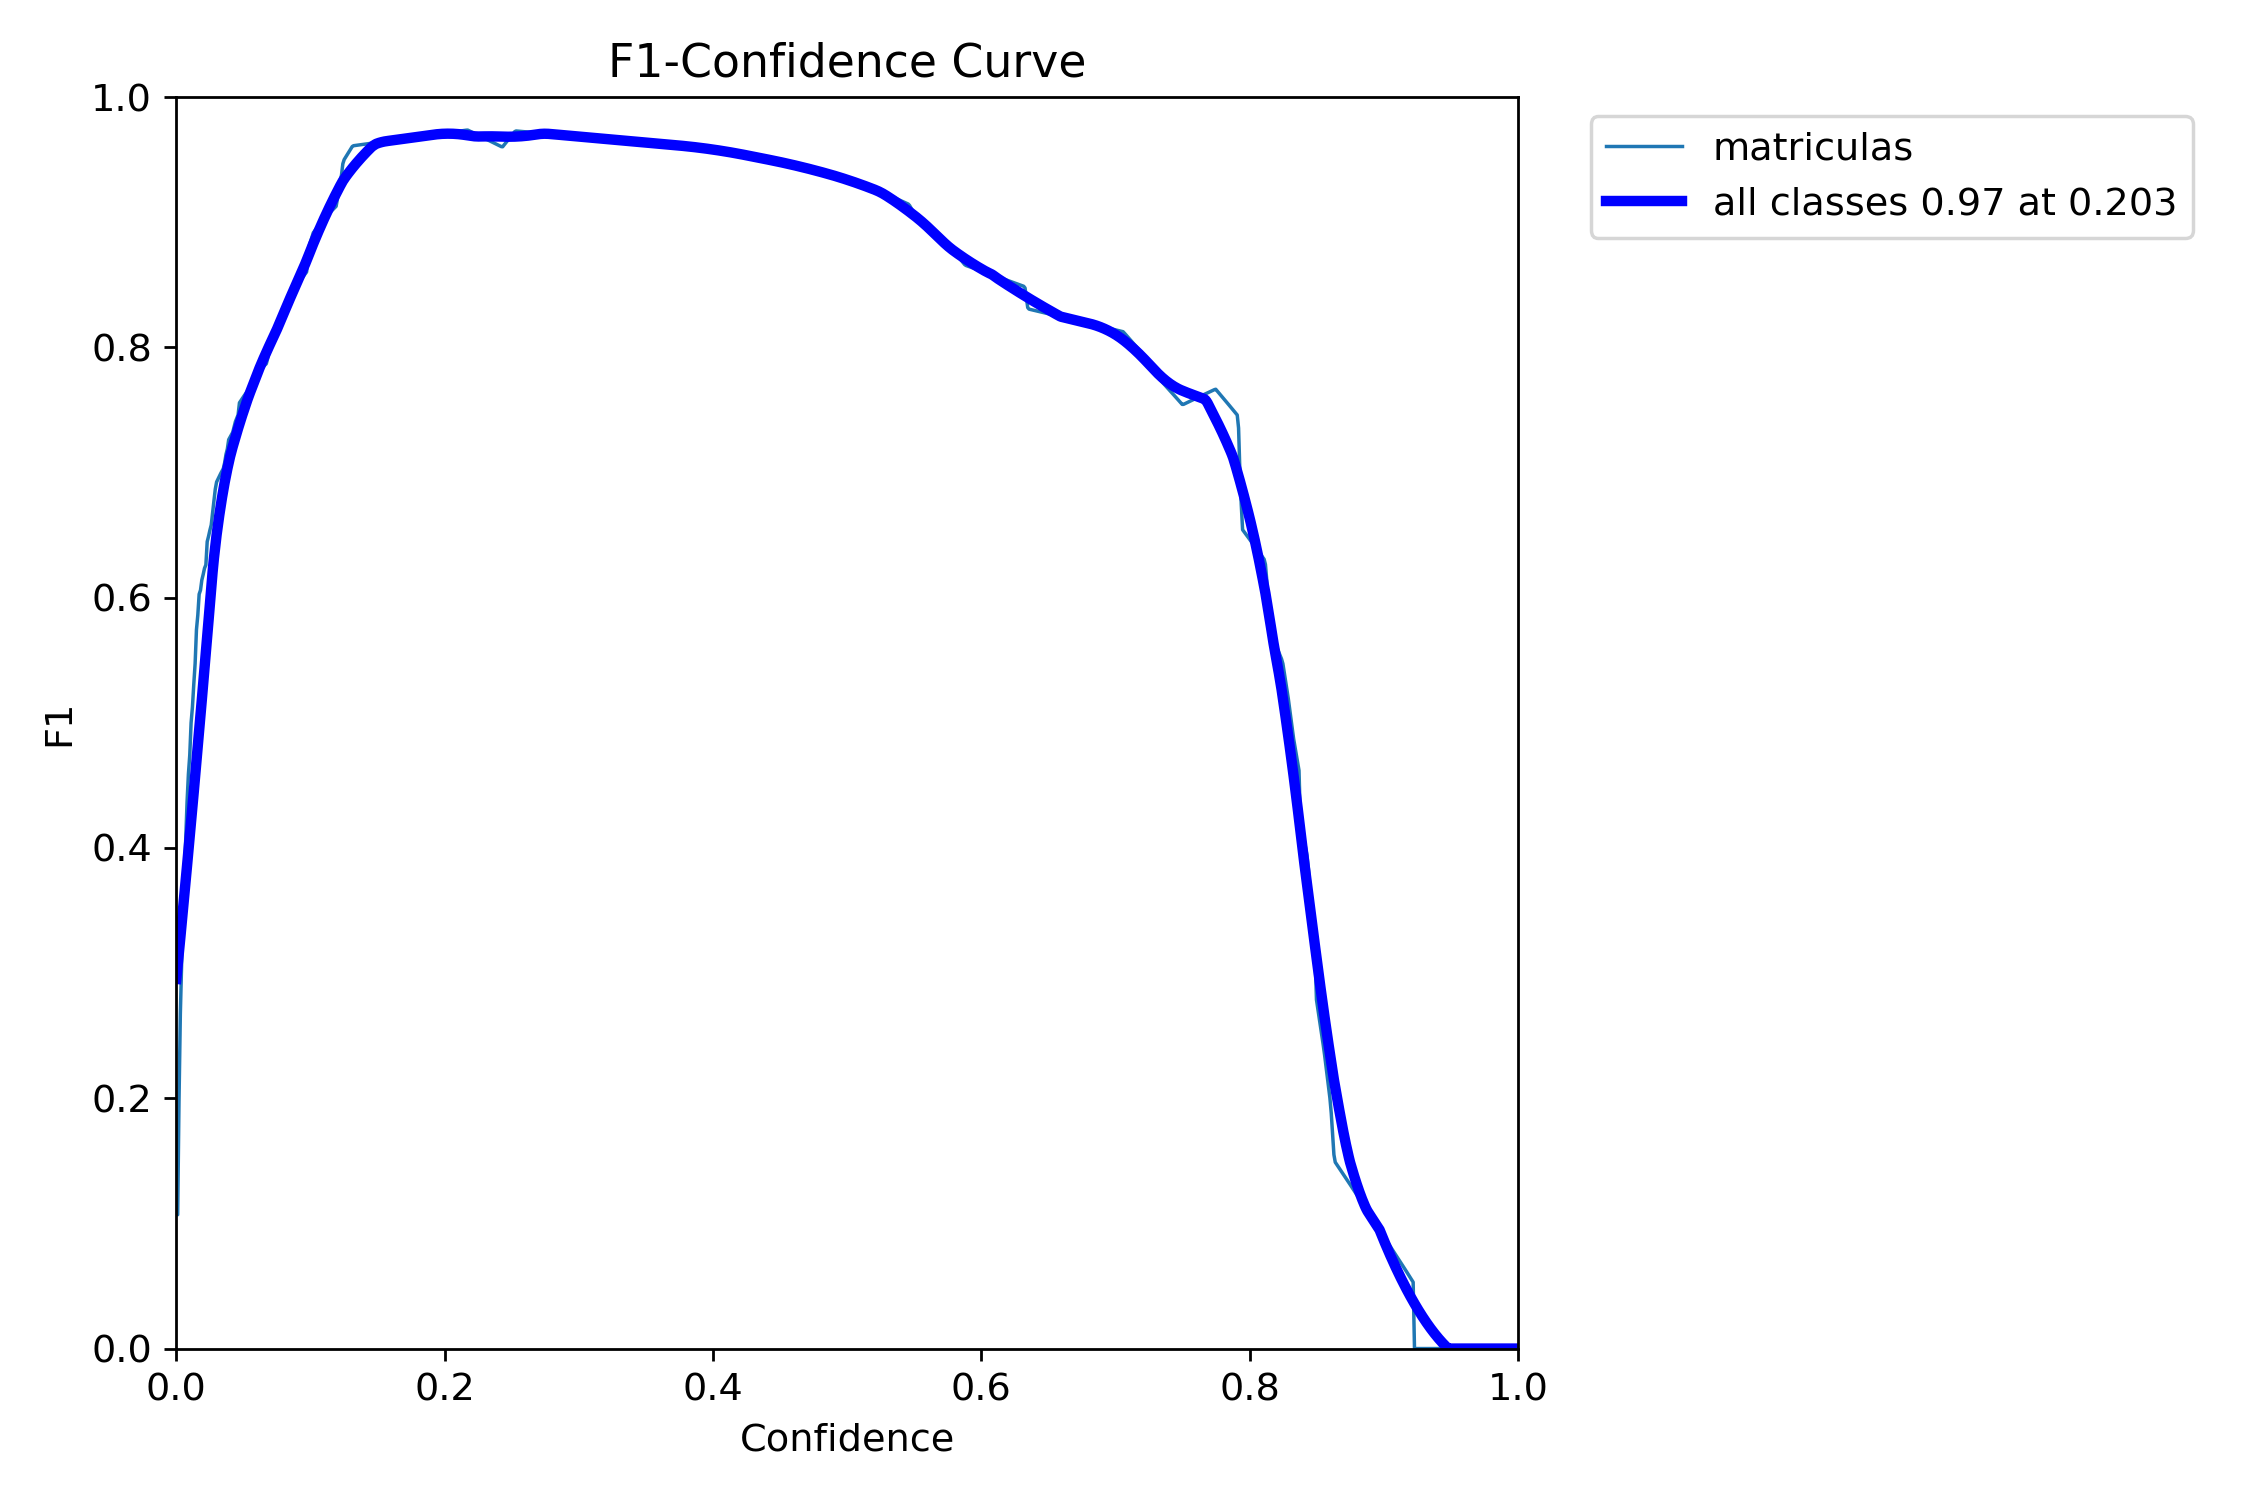 F1-Confidence Curve
matriculas
all classes 0.97 at 0.203
1.0
0.8
0.6
0.4
0.2
0.0
F1
0.0 0.2 0.4 0.6 0.8 1.0
Confidence